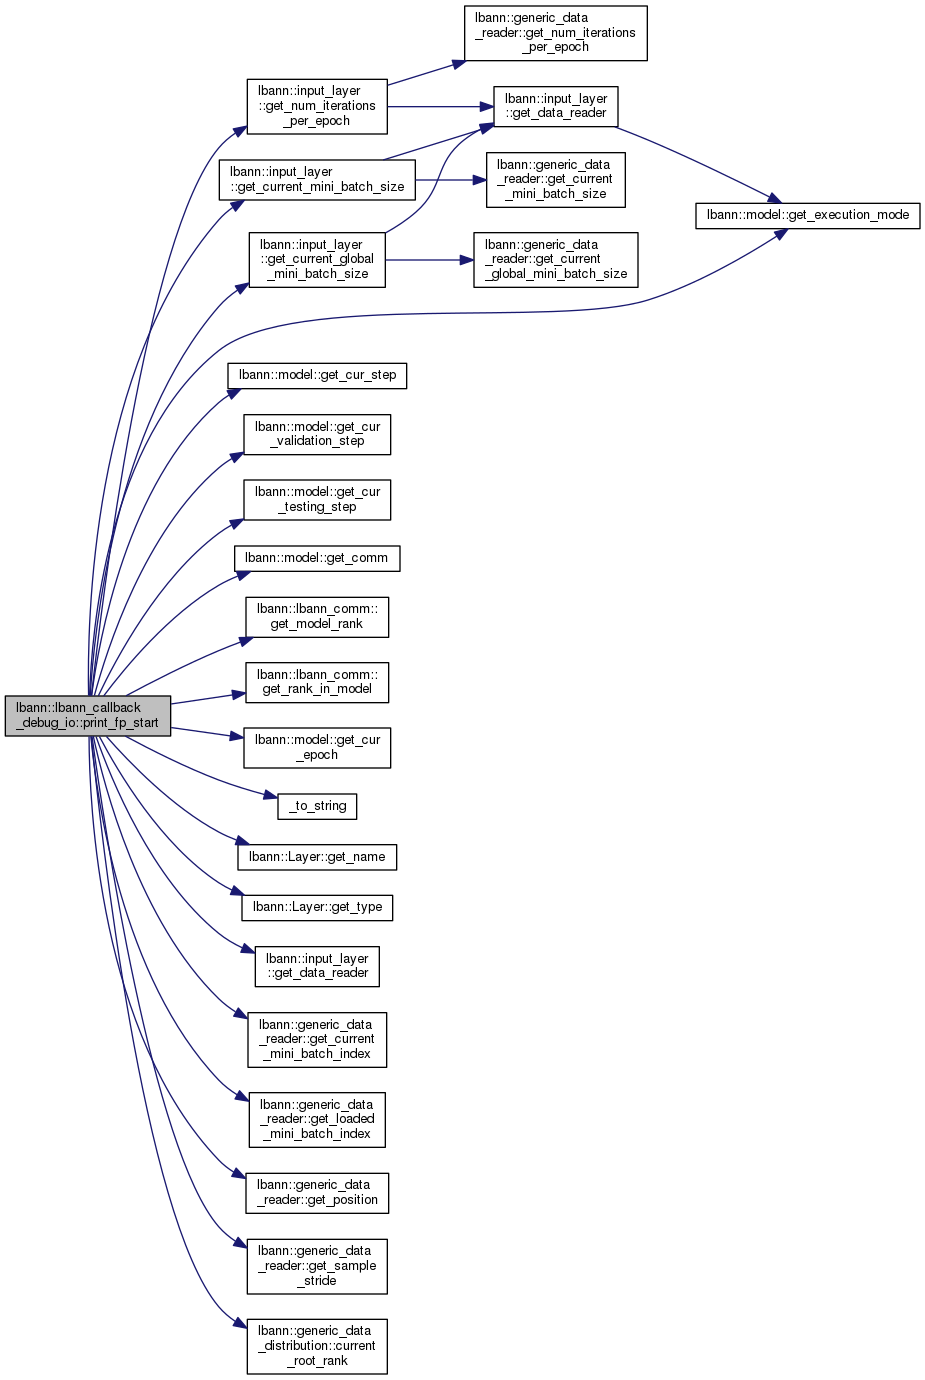 lbann::generic_data
_reader::get_num_iterations
_per_epoch
lbann::input_layer
::get_num_iterations
_per_epoch
lbann::input_layer
::get_data_reader
lbann::input_layer
::get_current_mini_batch_size
lbann::generic_data
_reader::get_current
_mini_batch_size
lbann::model::get_execution_mode
lbann::input_layer
::get_current_global
_mini_batch_size
lbann::generic_data
_reader::get_current
_global_mini_batch_size
lbann::model::get_cur_step
lbann::model::get_cur
_validation_step
lbann::model::get_cur
_testing_step
lbann::model::get_comm
lbann::lbann_comm::
get_model_rank
lbann::lbann_comm::
get_rank_in_model
lbann::lbann_callback
_debug_io::print_fp_start
lbann::model::get_cur
_epoch
_to_string
lbann::Layer::get_name
lbann::Layer::get_type
lbann::input_layer
::get_data_reader
lbann::generic_data
_reader::get_current
_mini_batch_index
lbann::generic_data
_reader::get_loaded
_mini_batch_index
lbann::generic_data
_reader::get_position
lbann::generic_data
_reader::get_sample
_stride
lbann::generic_data
_distribution::current
_root_rank